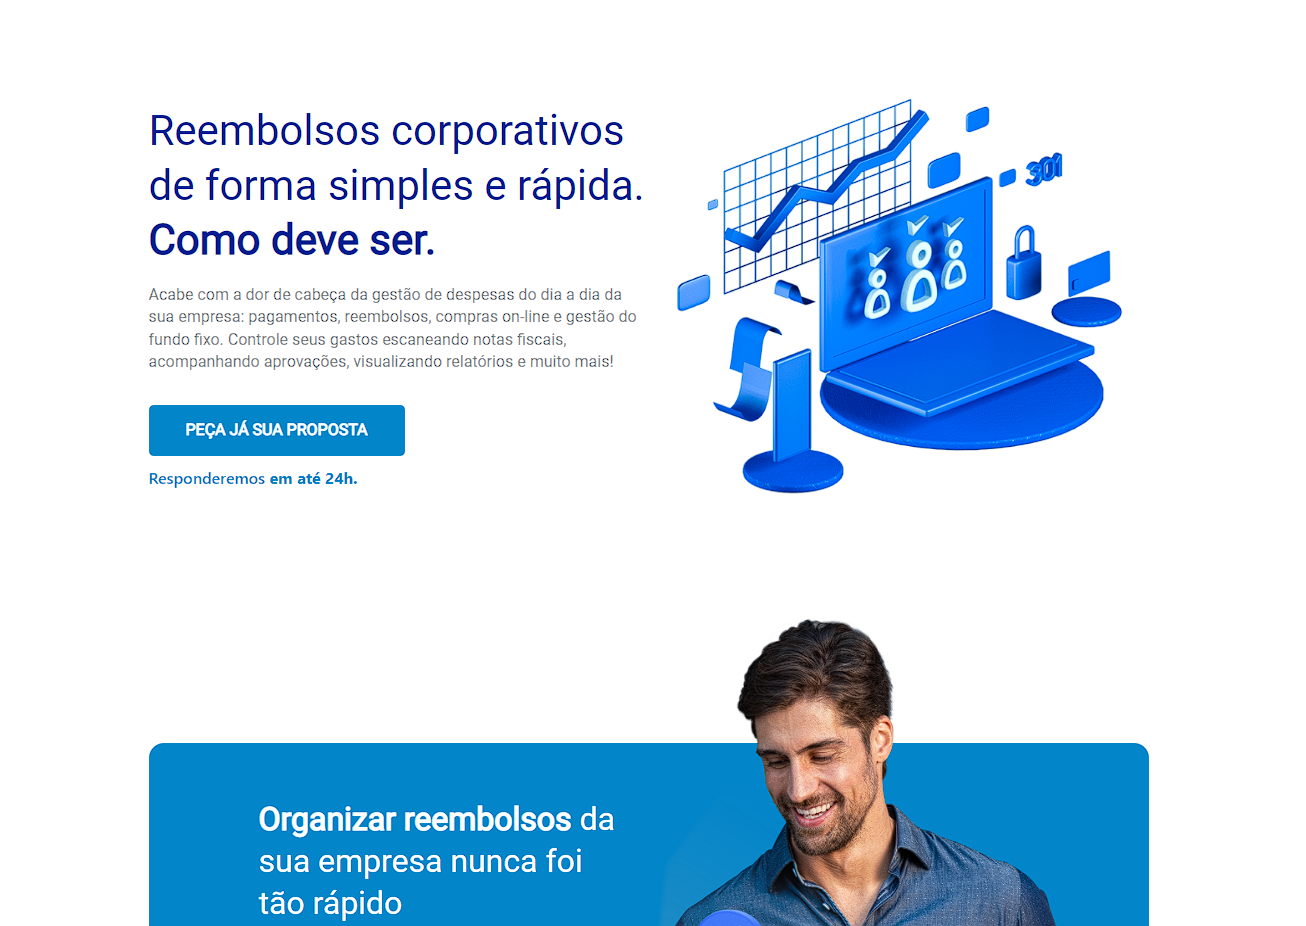 Reembolsos corporativos
de forma simples e rápida.
Como deve ser.
Acabe com a dor de cabeça da gestão de despesas do dia a dia da
sua empresa: pagamentos, reembolsos, compras on-line e gestão do
fundo fixo. Controle seus gastos escaneando notas fiscais,
acompanhando aprovações, visualizando relatórios e muito mais!
PEÇA JÁ SUA PROPOSTA
Responderemos em até 24h.
301
Organizar reembolsos da
sua empresa nunca foi
tão rápido